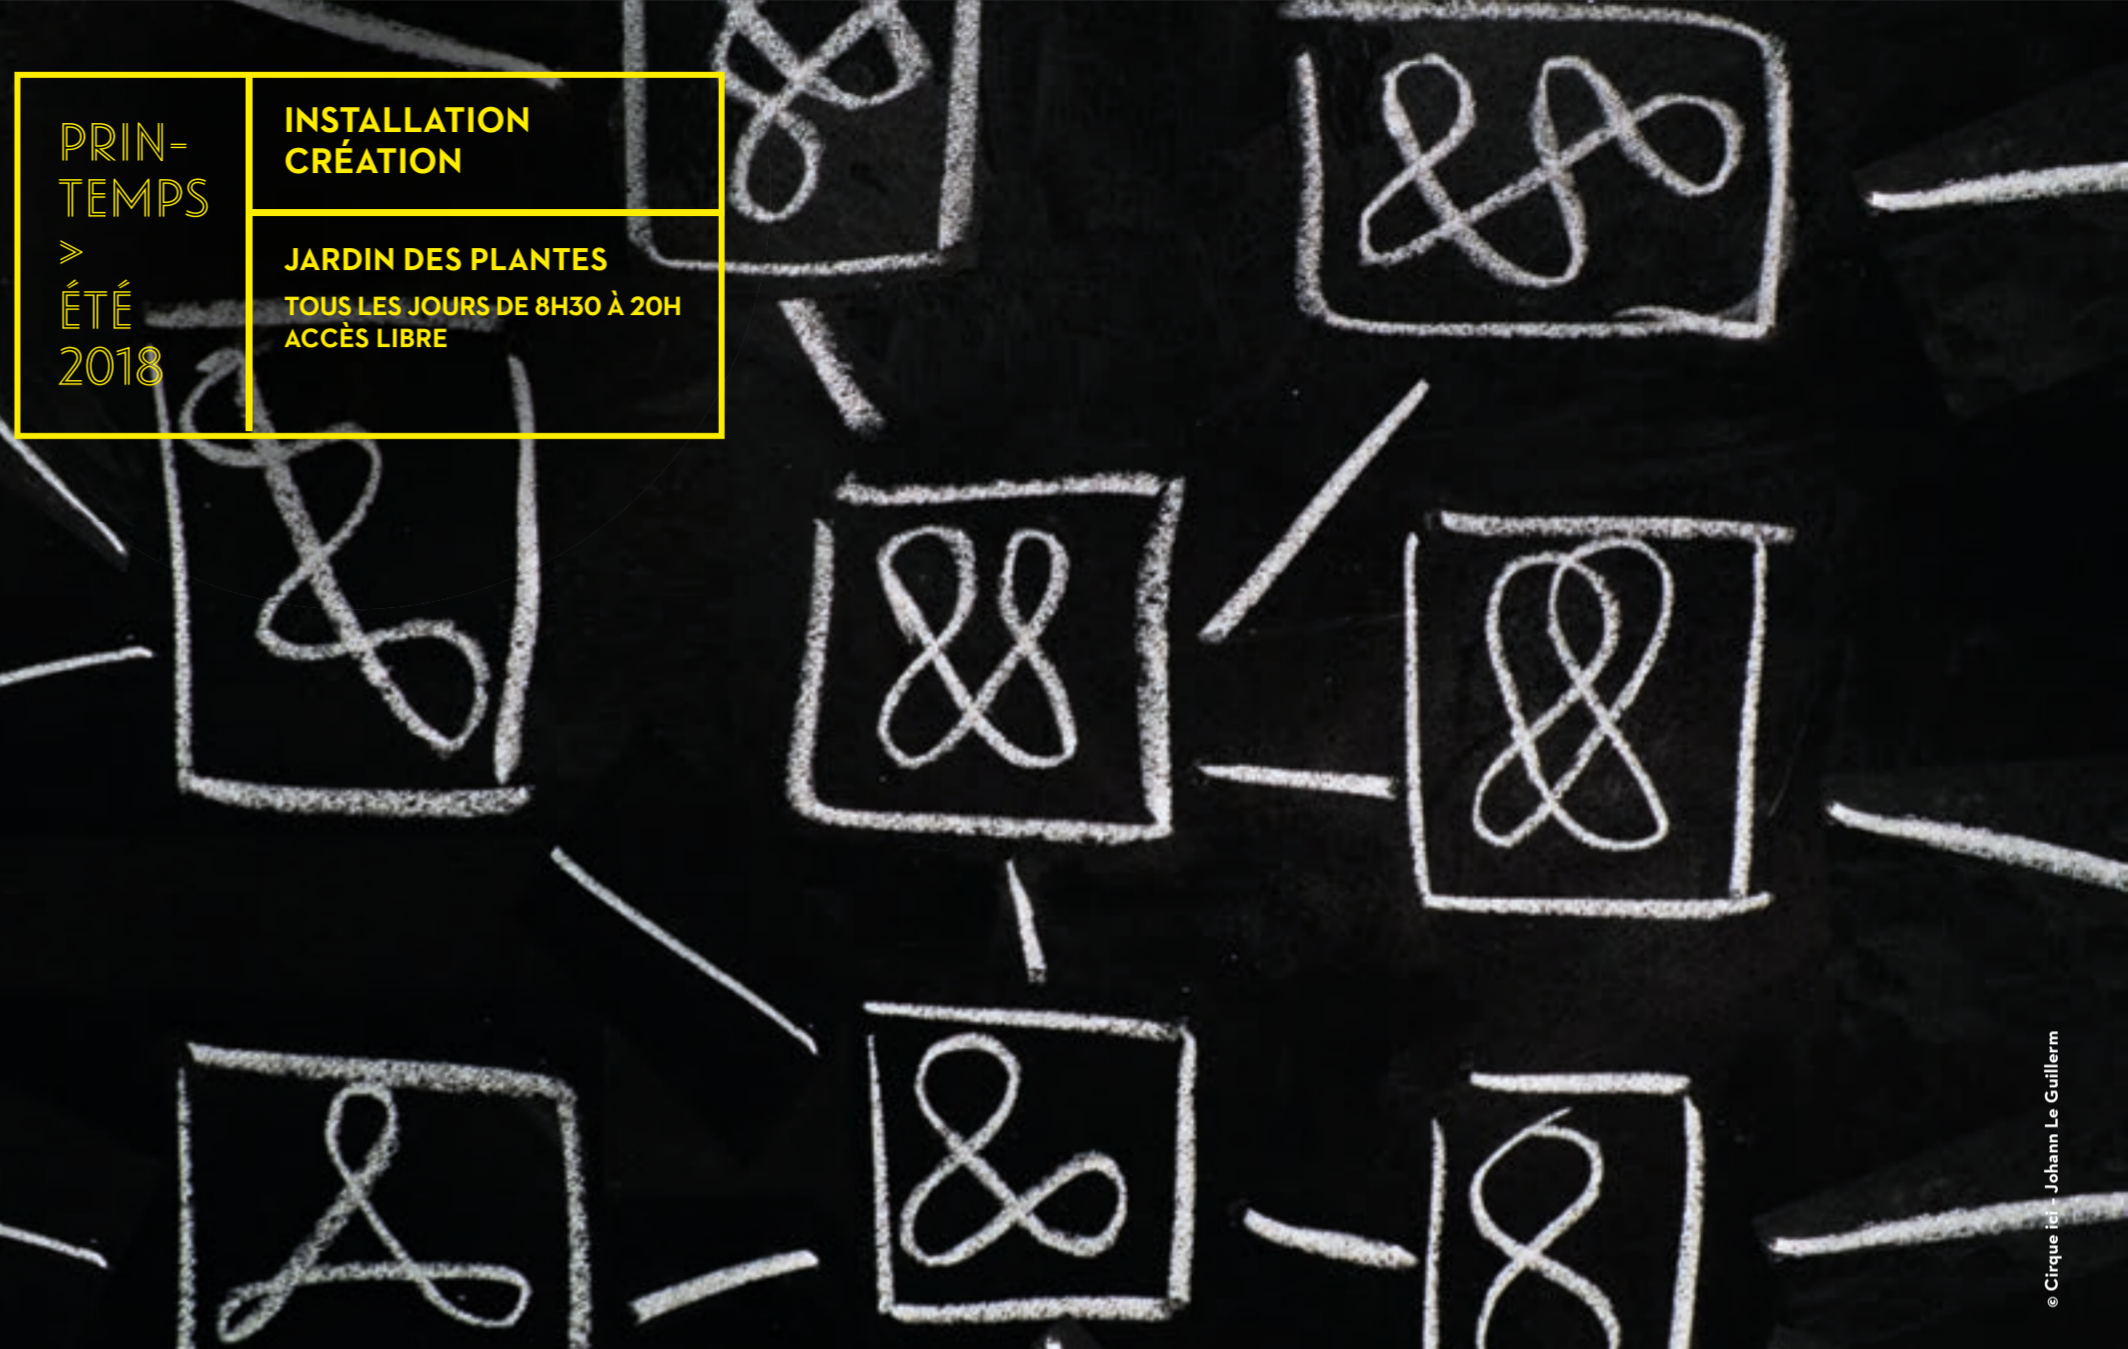 PRIN-
TEMPS
>
ÉTÉ
2018
INSTALLATION
CRÉATION
JARDIN DES PLANTES
TOUS LES JOURS DE 8H30 À 20H
ACCÈS LIBRE
© Cirque ici - Johann Le Guillerm